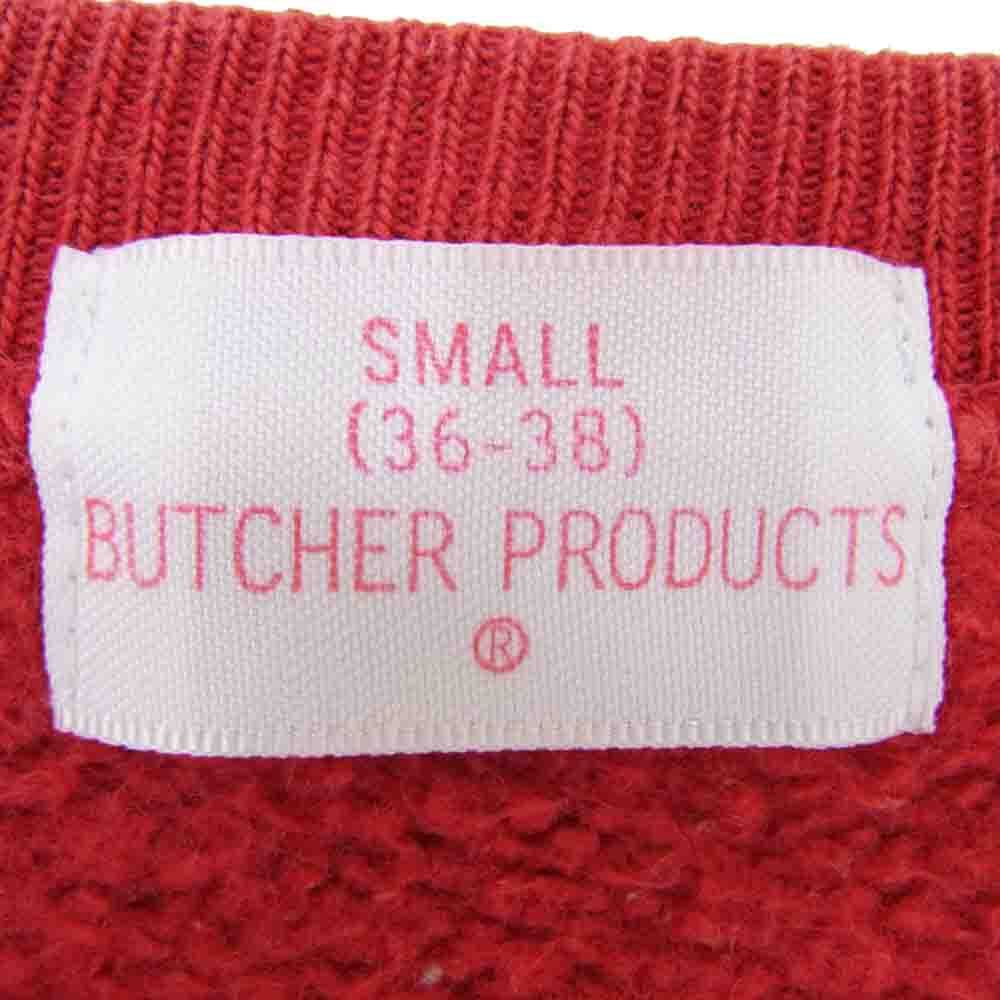 SMALL
(36-38)
BUTCHER PRODUCTS
®